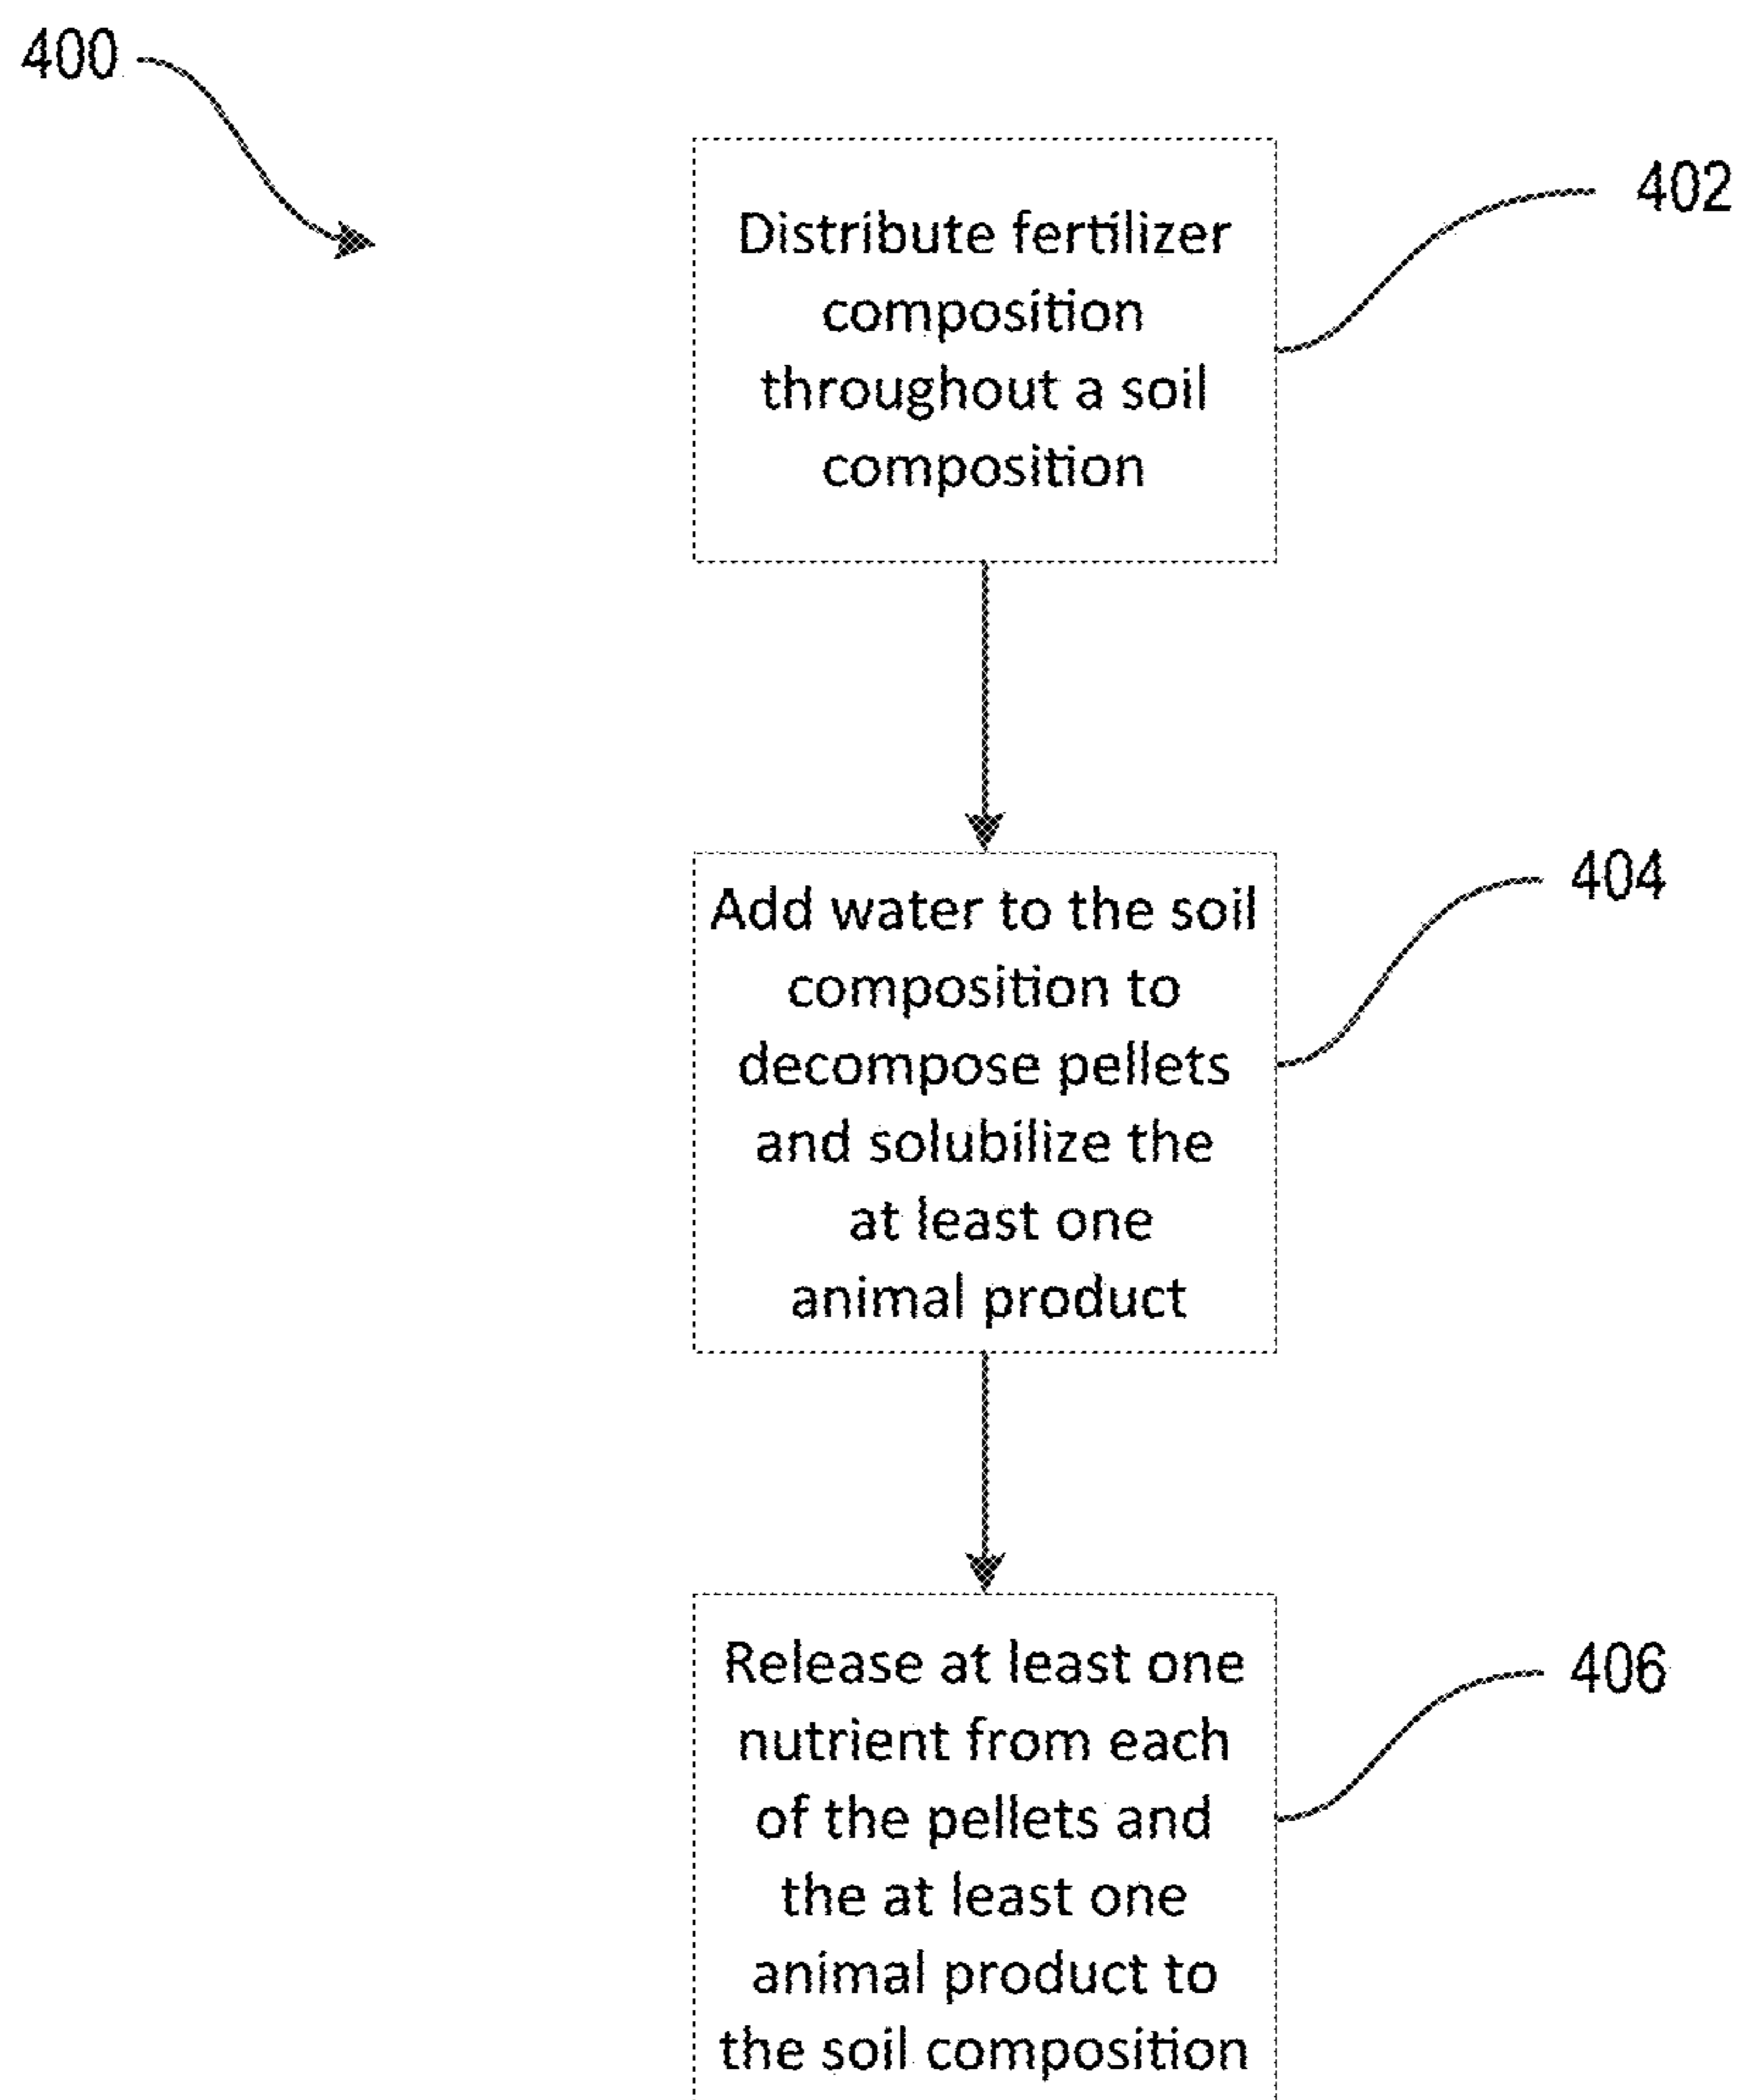 400
402
Distribute fertilizer
composition
throughout a soil
composition
404
Add water to the soil
composition to
decompose pellets
and solubilize the
at least one
animal product
406
Release at least one
nutrient from each
of the pellets and
the at least one
animal product to
the soil composition